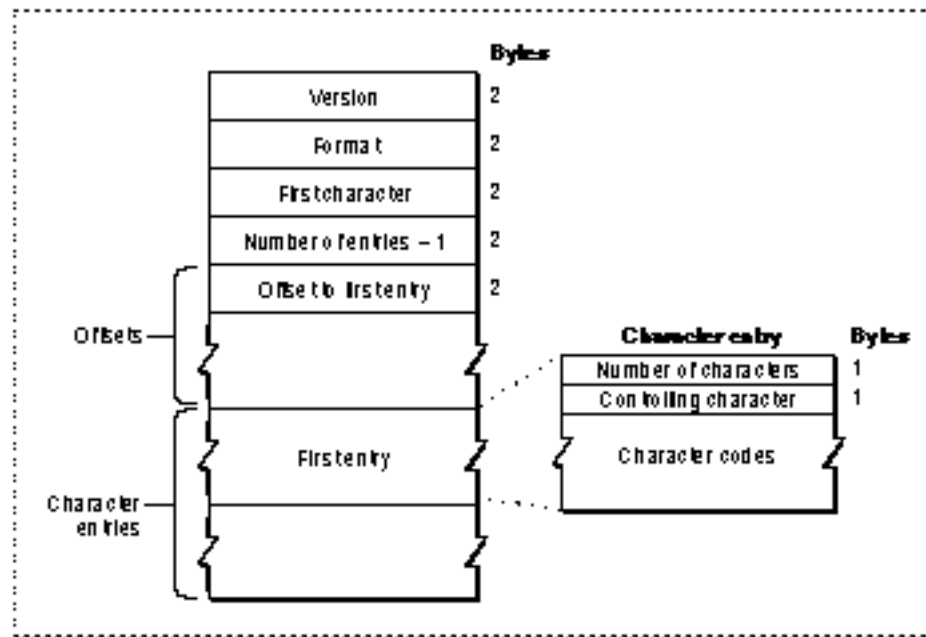 Bytes
Version 2
Format 2
First character 2
Number of entries – 1 2
Offset to first entry 2
Offsets
Character entry Bytes
Number of characters 1
Controlling character 1
First entry
Character codes
Character
entries